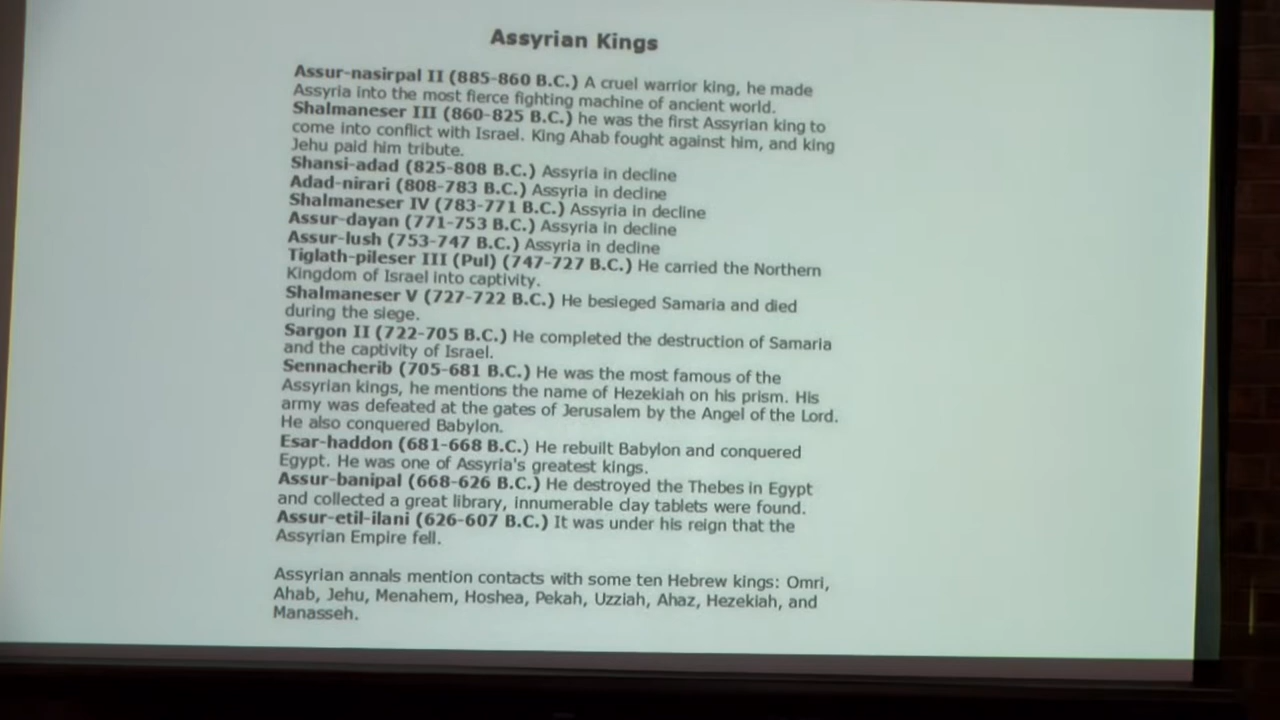 Assyrian Kings
Assur-nasirpal II (885-860 B.C.) A cruel warrior king, he made
Assyria into the most fierce fighting machine of ancient world.
Shalmaneser III (860-825 B.C.) he was the first Assyrian king to
come into conflict with Israel. King Ahab fought against him, and king
Jehu paid him tribute.
Shansi-adad (825-808 B.C.) Assyria in decline
Adad-nirari (808-783 B.C.) Assyria in decline
Shalmaneser IV (783-771 B.C.) Assyria in decline
Assur-dayan (771-753 B.C.) Assyria in decline
Assur-lush (753-747 B.C.) Assyria in decline
Tiglath-pileser III (Pul) (747-727 B.C.) He carried the Northern
Kingdom of Israel into captivity.
Shalmaneser V (727-722 B.C.) He besieged Samaria and died
during the siege.
Sargon II (722-705 B.C.) He completed the destruction of Samaria
and the captivity of Israel.
Sennacherib (705-681 B.C.) He was the most famous of the
Assyrian kings, he mentions the name of Hezekiah on his prism. His
army was defeated at the gates of Jerusalem by the Angel of the Lord.
He also conquered Babylon.
Esar-haddon (681-668 B.C.) He rebuilt Babylon and conquered
Egypt. He was one of Assyria's greatest kings.
Assur-banipal (668-626 B.C.) He destroyed the Thebes in Egypt
and collected a great library, innumerable clay tablets were found.
Assur-etil-ilani (626-607 B.C.) It was under his reign that the
Assyrian Empire fell.
Assyrian annals mention contacts with some ten Hebrew kings: Omri,
Ahab, Jehu, Menahem, Hoshea, Pekah, Uzziah, Ahaz, Hezekiah, and
Manasseh.